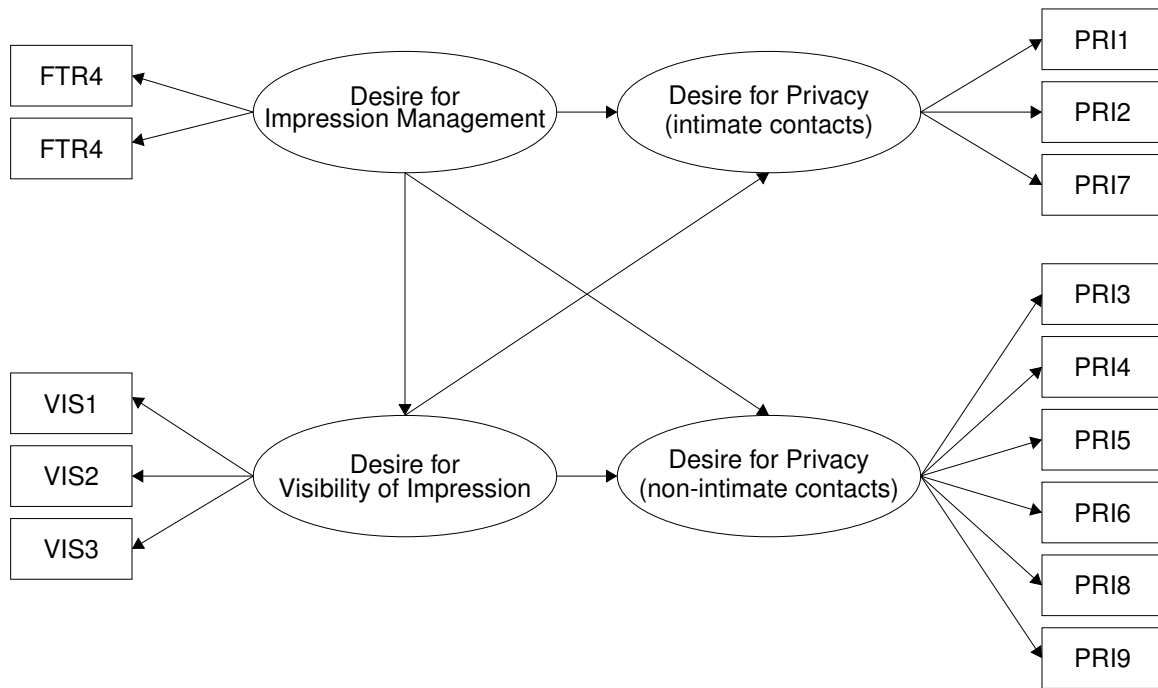 FTR4
FTR4
Desire for
Impression Management
Desire for Privacy
(intimate contacts)
PRI1
PRI2
PRI7
VIS1
VIS2
VIS3
Desire for
Visibility of Impression
Desire for Privacy
(non-intimate contacts)
PRI3
PRI4
PRI5
PRI6
PRI8
PRI9